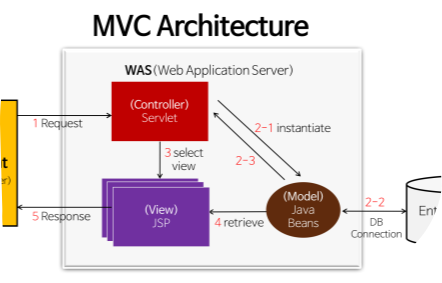 MVC Architecture
WAS(Web Application Server)
(Controller)
Servlet
1 Request
2-1 instantiate
2-3
3 select
view
(Model)
Java
Beans
2-2
DB
Connection
(View)
JSP
4 retrieve
5 Response